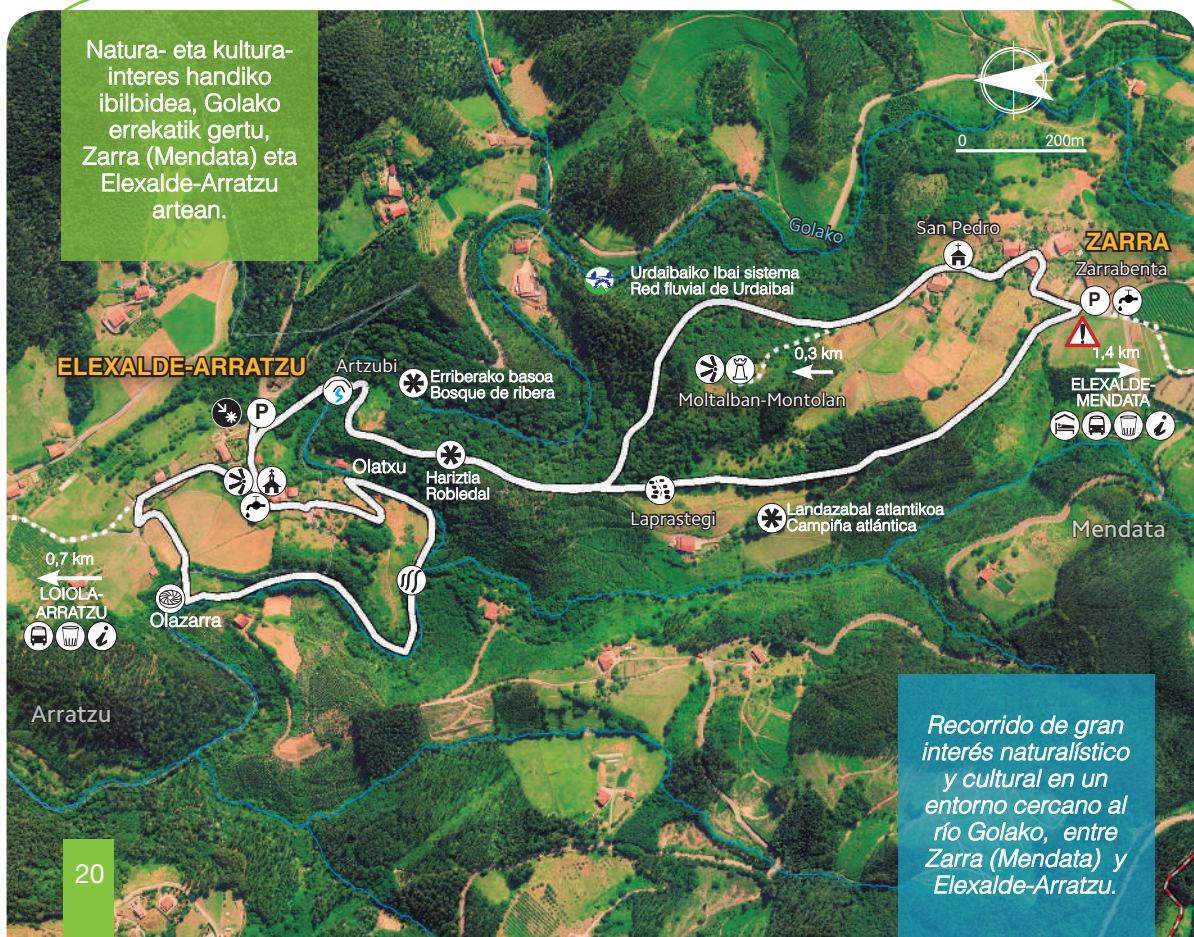 Natura- eta kultura-
interes handiko
ibilbidea, Golako
errekatik gertu,
Zarra (Mendata) eta
Elexalde-Arratzu
artean.
0 200m
Golako
San Pedro
ZARRA
Zarrabenta
P
Urdaibaiko Ibai sistema
Red fluvial de Urdaibai
0,3 km
Moltalban-Montolan
1,4 km
ELEXALDE-
MENDATA
i
ELEXALDE-ARRATZU
Artzubi
P
Erriberako basoa
Bosque de ribera
Olatxu
Hariztia
Robledal
Laprastegi
Landazabal atlantikoa
Campiña atlántica
Mendata
0,7 km
LOIOLA-
ARRATZU
i
Olazarra
Arratzu
Recorrido de gran
interés naturalístico
y cultural en un
entorno cercano al
río Golako, entre
Zarra (Mendata) y
Elexalde-Arratzu.
20